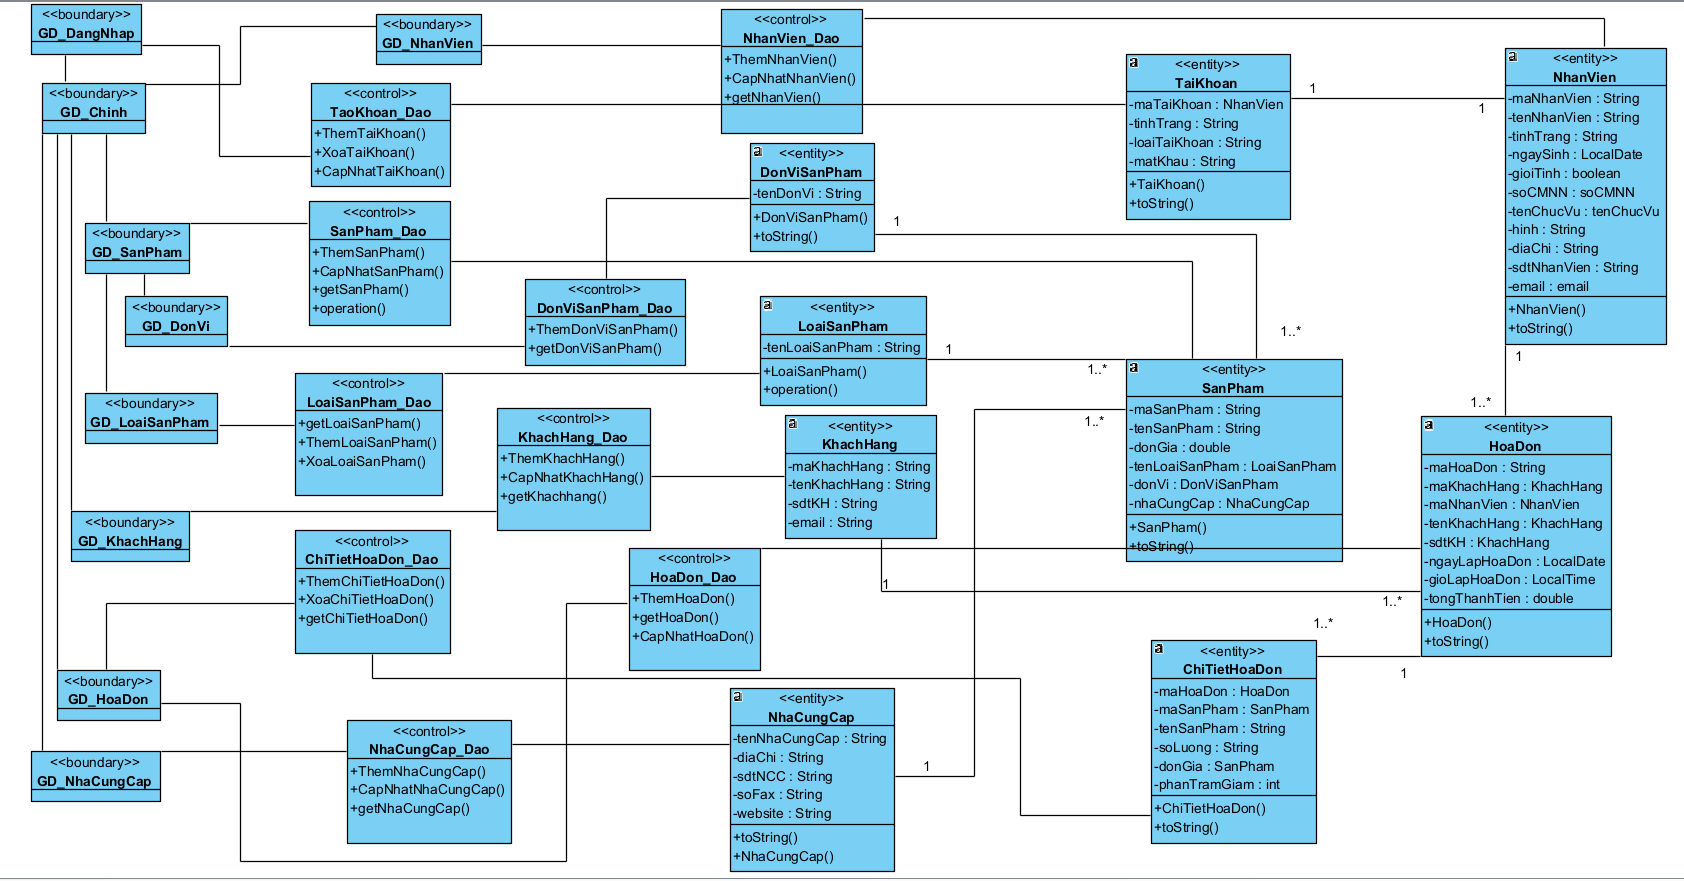 <<boundary>>
GD_DangNhap
<<boundary>>
GD_NhanVien
<<control>>
NhanVien_Dao
+ThemNhanVien()
+CapNhatNhanVien()
+getNhanVien()
<<boundary>>
GD_Chinh
<<control>>
TaoKhoan_Dao
+ThemTaiKhoan()
+XoaTaiKhoan()
+CapNhatTaiKhoan()
a
<<entity>>
TaiKhoan
-maTaiKhoan : NhanVien
-tinhTrang : String
-loaiTaiKhoan : String
-matKhau : String
+TaiKhoan()
+toString()
1
1
a
<<entity>>
NhanVien
-maNhanVien : String
-tenNhanVien : String
-tinhTrang : String
-ngaySinh : LocalDate
-gioiTinh : boolean
-soCMNN : soCMNN
-tenChucVu : tenChucVu
-hinh : String
-diaChi : String
-sdtNhanVien : String
-email : email
+NhanVien()
+toString()
a
<<entity>>
DonViSanPham
-tenDonVi : String
+DonViSanPham()
+toString()
1
<<boundary>>
GD_SanPham
<<control>>
SanPham_Dao
+ThemSanPham()
+CapNhatSanPham()
+getSanPham()
+operation()
<<boundary>>
GD_DonVi
<<control>>
DonViSanPham_Dao
+ThemDonViSanPham()
+getDonViSanPham()
a
<<entity>>
LoaiSanPham
-tenLoaiSanPham : String
+LoaiSanPham()
+operation()
1
1..*
1..*
1..*
1
1..*
<<boundary>>
GD_LoaiSanPham
<<control>>
LoaiSanPham_Dao
+getLoaiSanPham()
+ThemLoaiSanPham()
+XoaLoaiSanPham()
<<control>>
KhachHang_Dao
+ThemKhachHang()
+CapNhatKhachHang()
+getKhachhang()
a
<<entity>>
KhachHang
-maKhachHang : String
-tenKhachHang : String
-sdtKH : String
-email : String
a
<<entity>>
SanPham
-maSanPham : String
-tenSanPham : String
-donGia : double
-tenLoaiSanPham : LoaiSanPham
-donVi : DonViSanPham
-nhaCungCap : NhaCungCap
+SanPham()
+toString()
a
<<entity>>
HoaDon
-maHoaDon : String
-maKhachHang : KhachHang
-maNhanVien : NhanVien
-tenKhachHang : KhachHang
-sdtKH : KhachHang
-ngayLapHoaDon : LocalDate
-gioLapHoaDon : LocalTime
-tongThanhTien : double
+HoaDon()
+toString()
<<boundary>>
GD_KhachHang
<<control>>
ChiTietHoaDon_Dao
+ThemChiTietHoaDon()
+XoaChiTietHoaDon()
+getChiTietHoaDon()
<<control>>
HoaDon_Dao
+ThemHoaDon()
+getHoaDon()
+CapNhatHoaDon()
1
1..*
1..*
1
<<boundary>>
GD_HoaDon
<<boundary>>
GD_NhaCungCap
<<control>>
NhaCungCap_Dao
+ThemNhaCungCap()
+CapNhatNhaCungCap()
+getNhaCungCap()
a
<<entity>>
NhaCungCap
-tenNhaCungCap : String
-diaChi : String
-sdtNCC : String
-soFax : String
-website : String
+toString()
+NhaCungCap()
1
a
<<entity>>
ChiTietHoaDon
-maHoaDon : HoaDon
-maSanPham : SanPham
-tenSanPham : String
-soLuong : String
-donGia : SanPham
-phanTramGiam : int
+ChiTietHoaDon()
+toString()